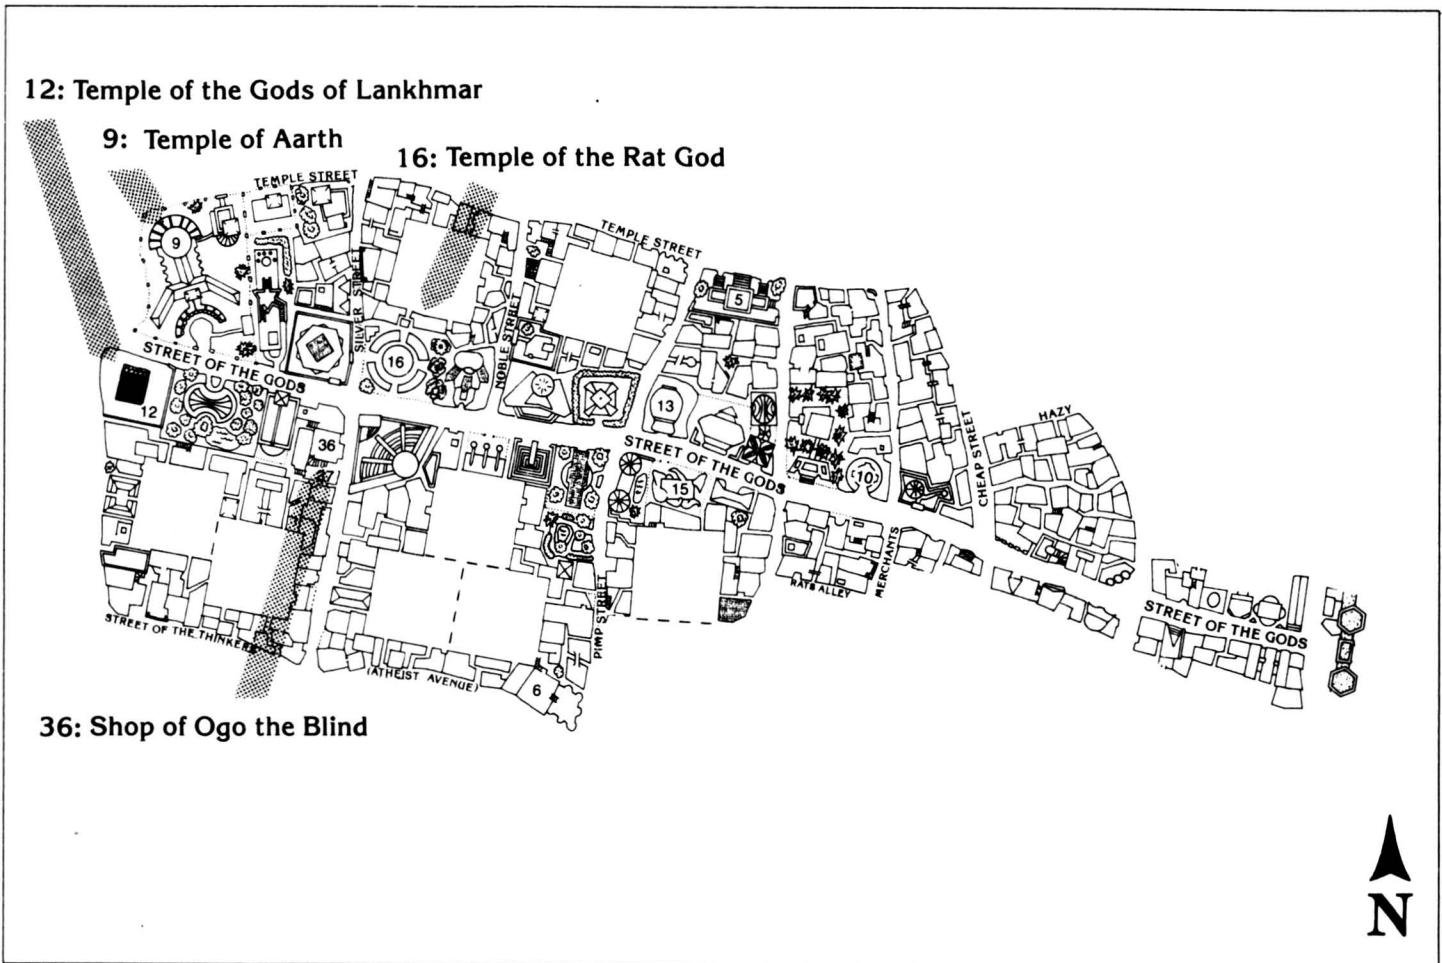 12: Temple of the Gods of Lankhmar
9: Temple of Aarth
16: Temple of the Rat God
TEMPLE STREET
TEMPLE STREET
9
SILVER STREET
NOBLE STREET
5
STREET OF THE GODS
16
12
36
37
13
STREET OF THE GODS
15
10
CHEAP STREET
HAZY
RATS ALLEY
MERCHANTS
STREET OF THE GODS
STREET OF THE THINKERS
(ATHEIST AVENUE)
PIMP STREET
6
36: Shop of Ogo the Blind
N